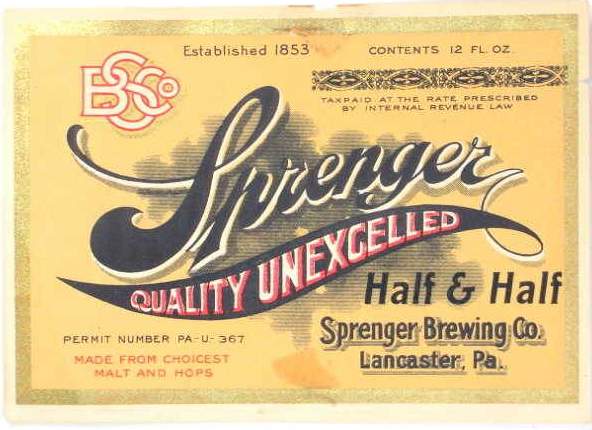 Established 1853
CONTENTS 12 FL. OZ.
BSCo
TAXPAID AT THE RATE PRESCRIBED
BY INTERNAL REVENUE LAW
Sprenger
QUALITY UNEXCELLED
Half & Half
Sprenger Brewing Co.
Lancaster, Pa.
PERMIT NUMBER PA-U-367
MADE FROM CHOICEST
MALT AND HOPS